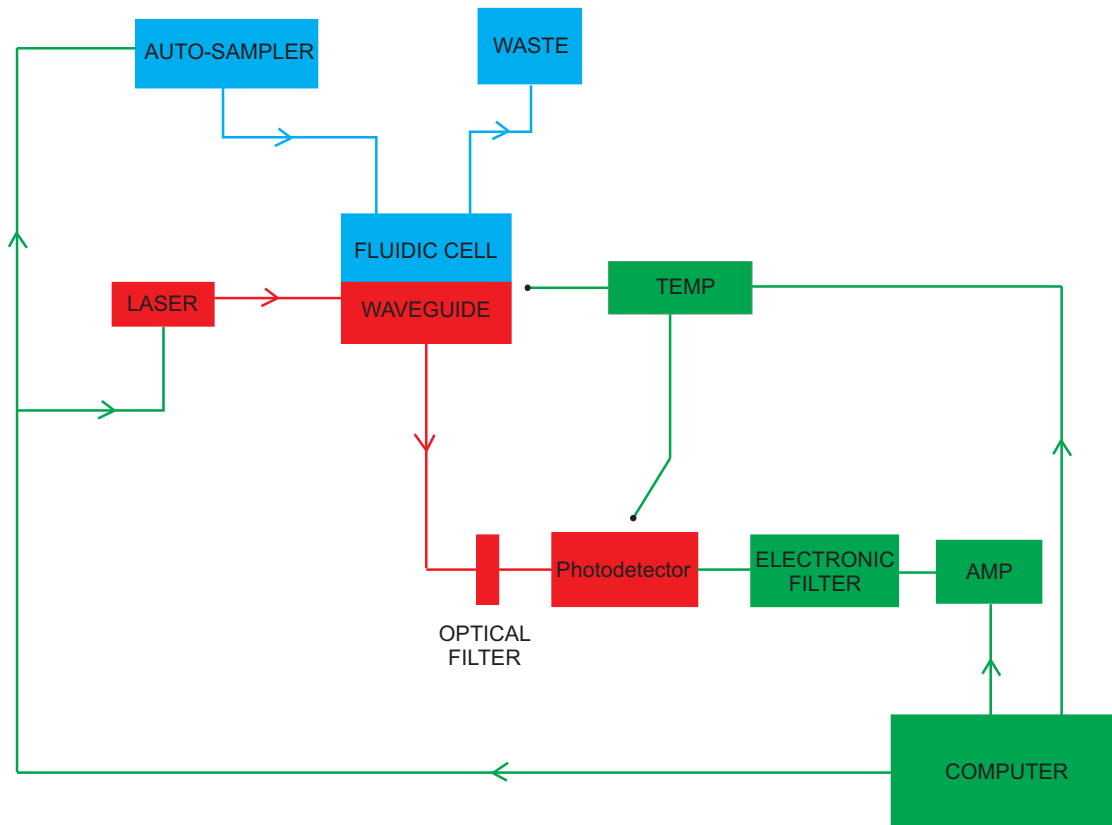 AUTO-SAMPLER
WASTE
FLUIDIC CELL
WAVEGUIDE
LASER
TEMP
Photodetector
ELECTRONIC
FILTER
AMP
OPTICAL
FILTER
COMPUTER